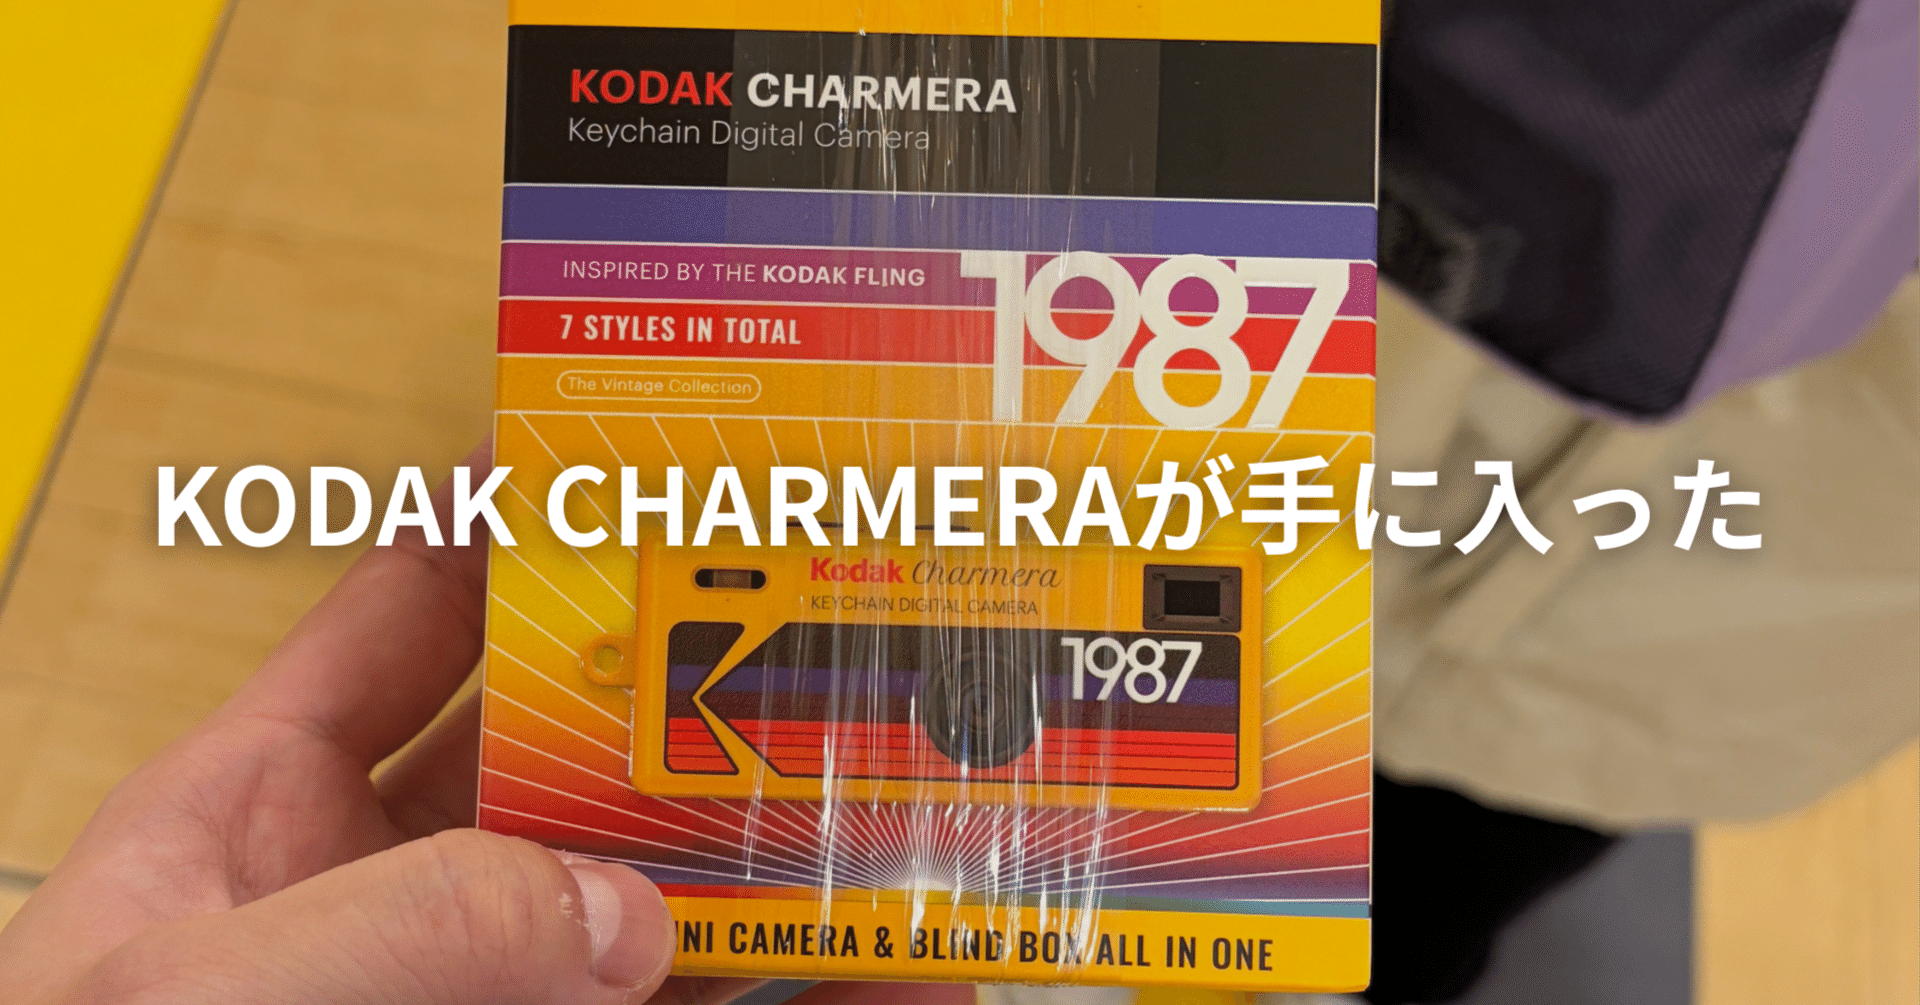 KODAK CHARMERA
Keychain Digital Camera
INSPIRED BY THE KODAK FLING
1987
7 STYLES IN TOTAL
The Vintage Collection
KODAK CHARMERAが手に入った
Kodak Charmera
KEYCHAIN DIGITAL CAMERA
1987
CAMERA & BLIND BOX ALL IN ONE